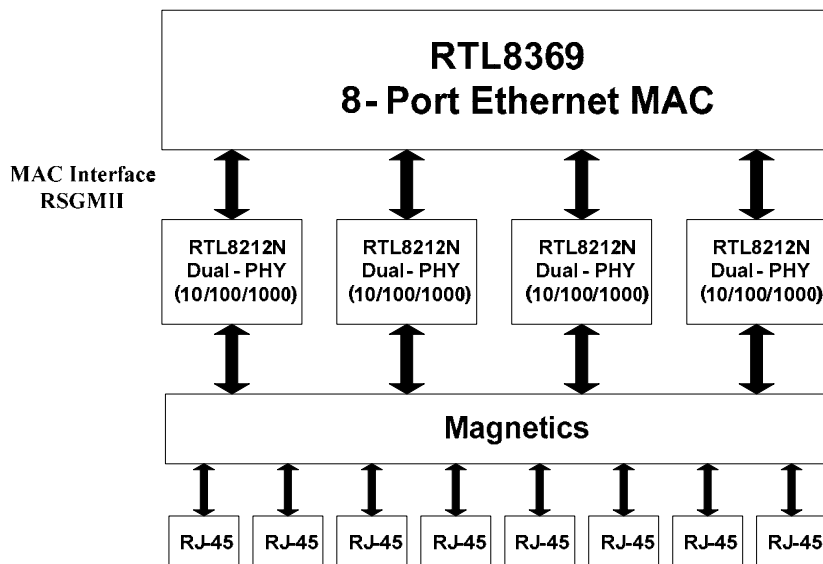 RTL8369
8- Port Ethernet MAC
MAC Interface
RSGMII
RTL8212N
Dual - PHY
(10/100/1000)
RTL8212N
Dual - PHY
(10/100/1000)
RTL8212N
Dual - PHY
(10/100/1000)
RTL8212N
Dual - PHY
(10/100/1000)
Magnetics
RJ-45
RJ-45
RJ-45
RJ-45
RJ-45
RJ-45
RJ-45
RJ-45